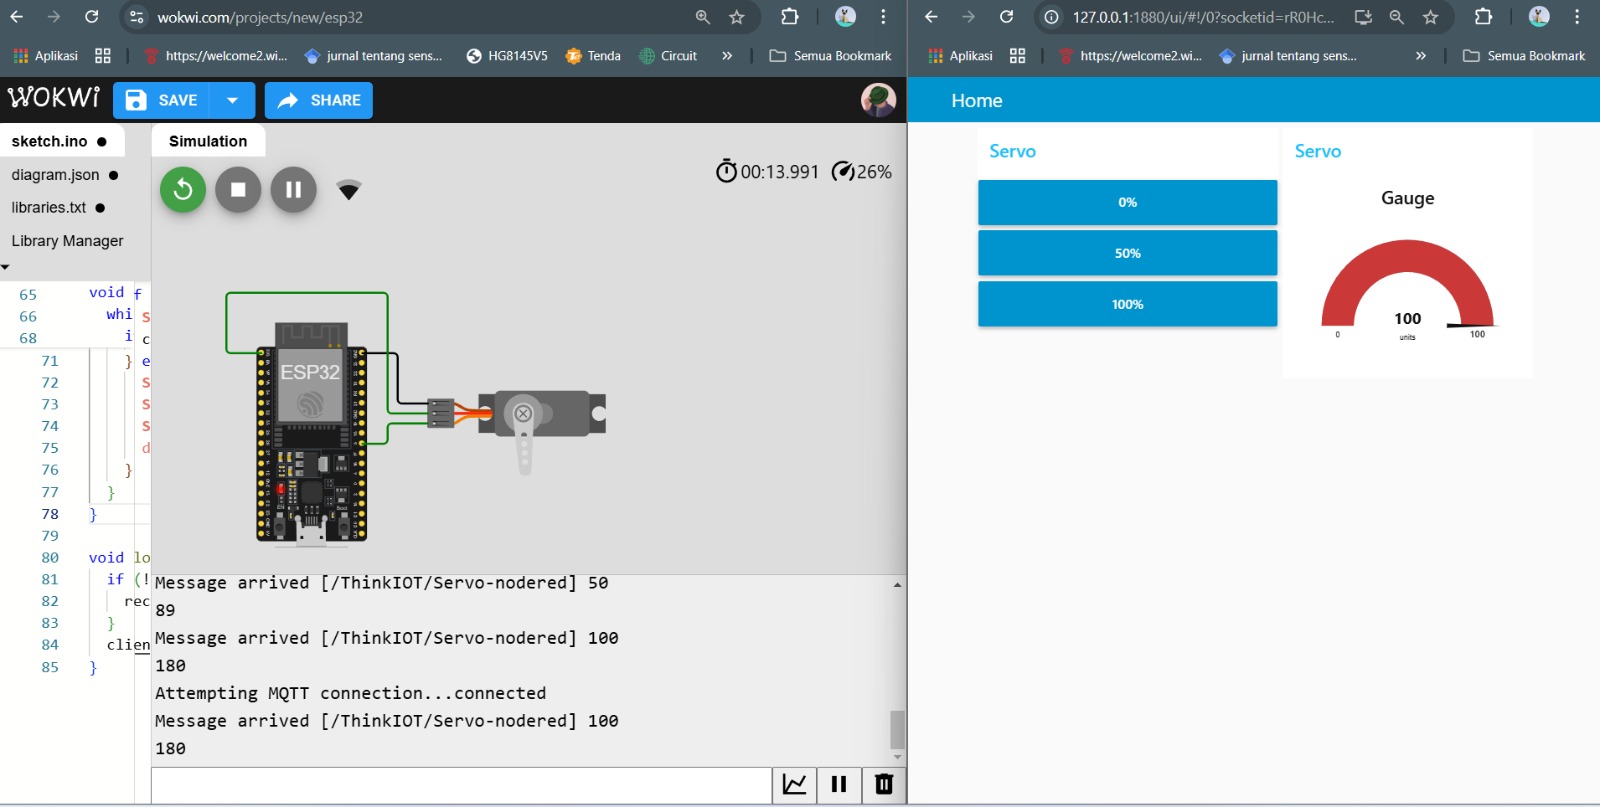 wokwi.com/projects/new/esp32
Aplikasi
https://welcome2.wi...
jurnal tentang sens...
HG8145V5
Tenda
Circuit
»
Semua Bookmark
WOKWI
SAVE
SHARE
sketch.ino ●
diagram.json ●
libraries.txt ●
Library Manager
65 void f
66 whi S
68 i c
71 } e
72 S
73 S
74 S
75 d
76 }
77 }
78 }
79
80 void lo
81 if (!
82 rec
83 }
84 clien
85 }
Simulation
00:13.991
26%
ESP32
Message arrived [/ThinkIOT/Servo-nodered] 50
89
Message arrived [/ThinkIOT/Servo-nodered] 100
180
Attempting MQTT connection...connected
Message arrived [/ThinkIOT/Servo-nodered] 100
180
127.0.0.1:1880/ui/#!/0?socketid=rR0Hc...
Aplikasi
https://welcome2.wi...
jurnal tentang sens...
»
Semua Bookmark
Home
Servo
0%
50%
100%
Servo
Gauge
100
units
0
100